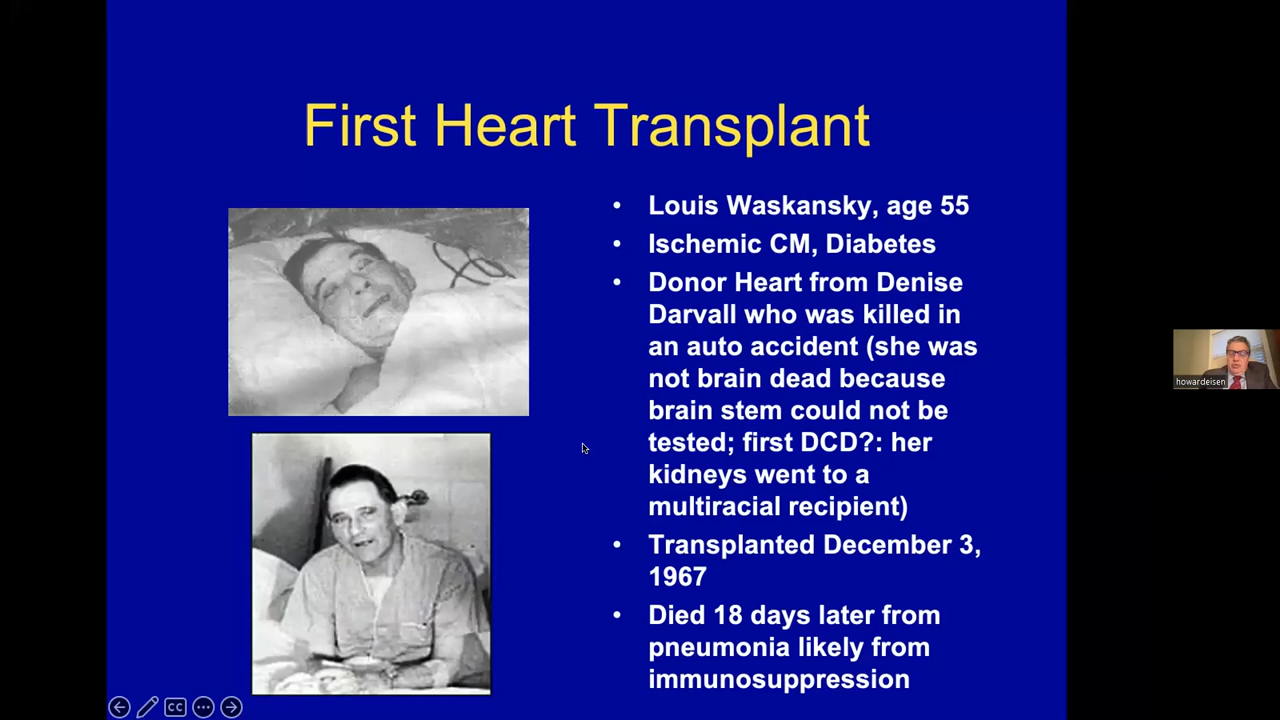 First Heart Transplant
• Louis Waskansky, age 55
• Ischemic CM, Diabetes
• Donor Heart from Denise
Darvall who was killed in
an auto accident (she was
not brain dead because
brain stem could not be
tested; first DCD?: her
kidneys went to a
multiracial recipient)
• Transplanted December 3,
1967
• Died 18 days later from
pneumonia likely from
immunosuppression
howardeisen
CC